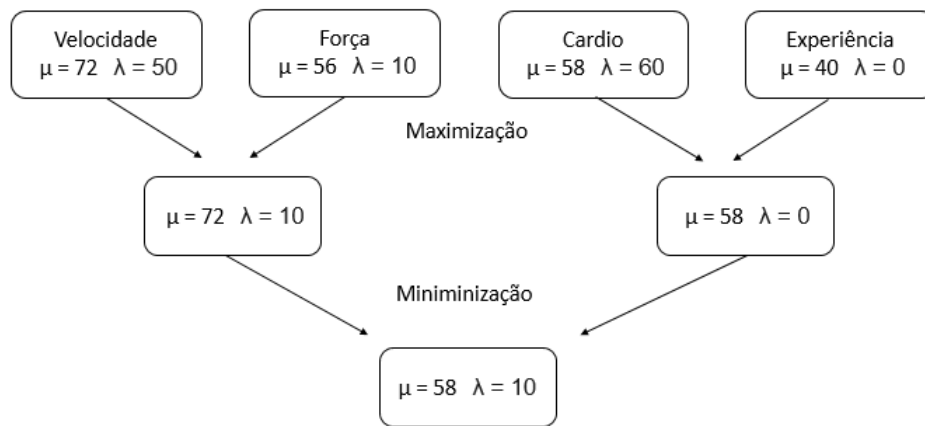 Velocidade
μ = 72 λ = 50
Força
μ = 56 λ = 10
Cardio
μ = 58 λ = 60
Experiência
μ = 40 λ = 0
Maximização
μ = 72 λ = 10
μ = 58 λ = 0
Miniminização
μ = 58 λ = 10